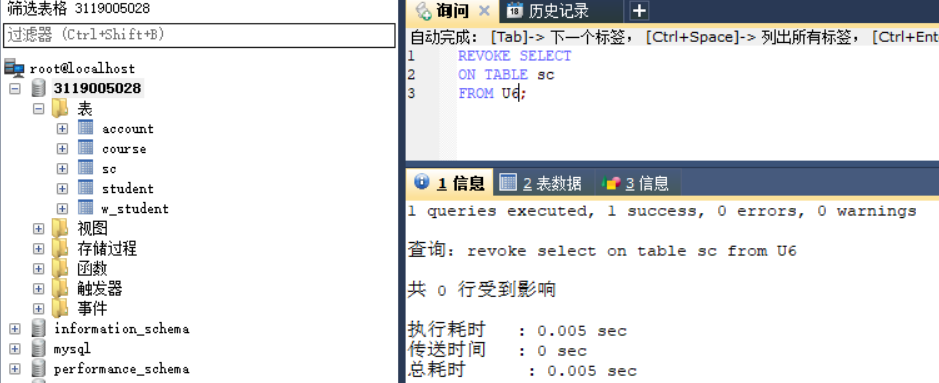 筛选表格 3119005028
过滤器 (Ctrl+Shift+B)
root@localhost
3119005028
表
account
course
sc
student
w_student
视图
存储过程
函数
触发器
事件
information_schema
mysql
performance_schema
询问 历史记录
自动完成： [Tab]-> 下一个标签， [Ctrl+Space]-> 列出所有标签， [Ctrl+Ent
1 REVOKE SELECT
2 ON TABLE sc
3 FROM U6;
1 信息 2 表数据 3 信息
1 queries executed, 1 success, 0 errors, 0 warnings
查询：revoke select on table sc from U6
共 0 行受到影响
执行耗时 : 0.005 sec
传送时间 : 0 sec
总耗时 : 0.005 sec